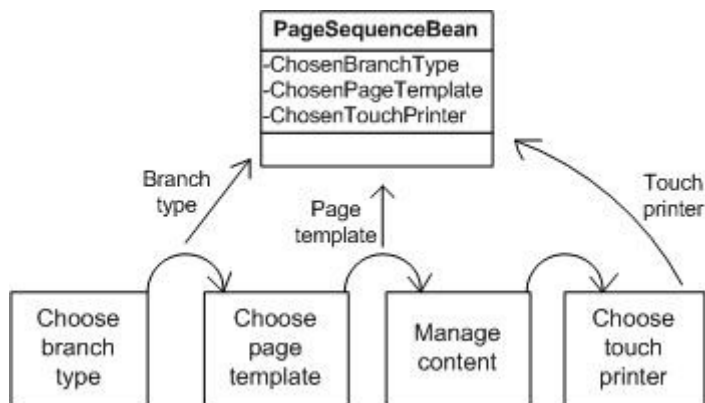 PageSequenceBean
-ChosenBranchType
-ChosenPageTemplate
-ChosenTouchPrinter
Branch
type
Page
template
Touch
printer
Choose
branch
type
Choose
page
template
Manage
content
Choose
touch
printer